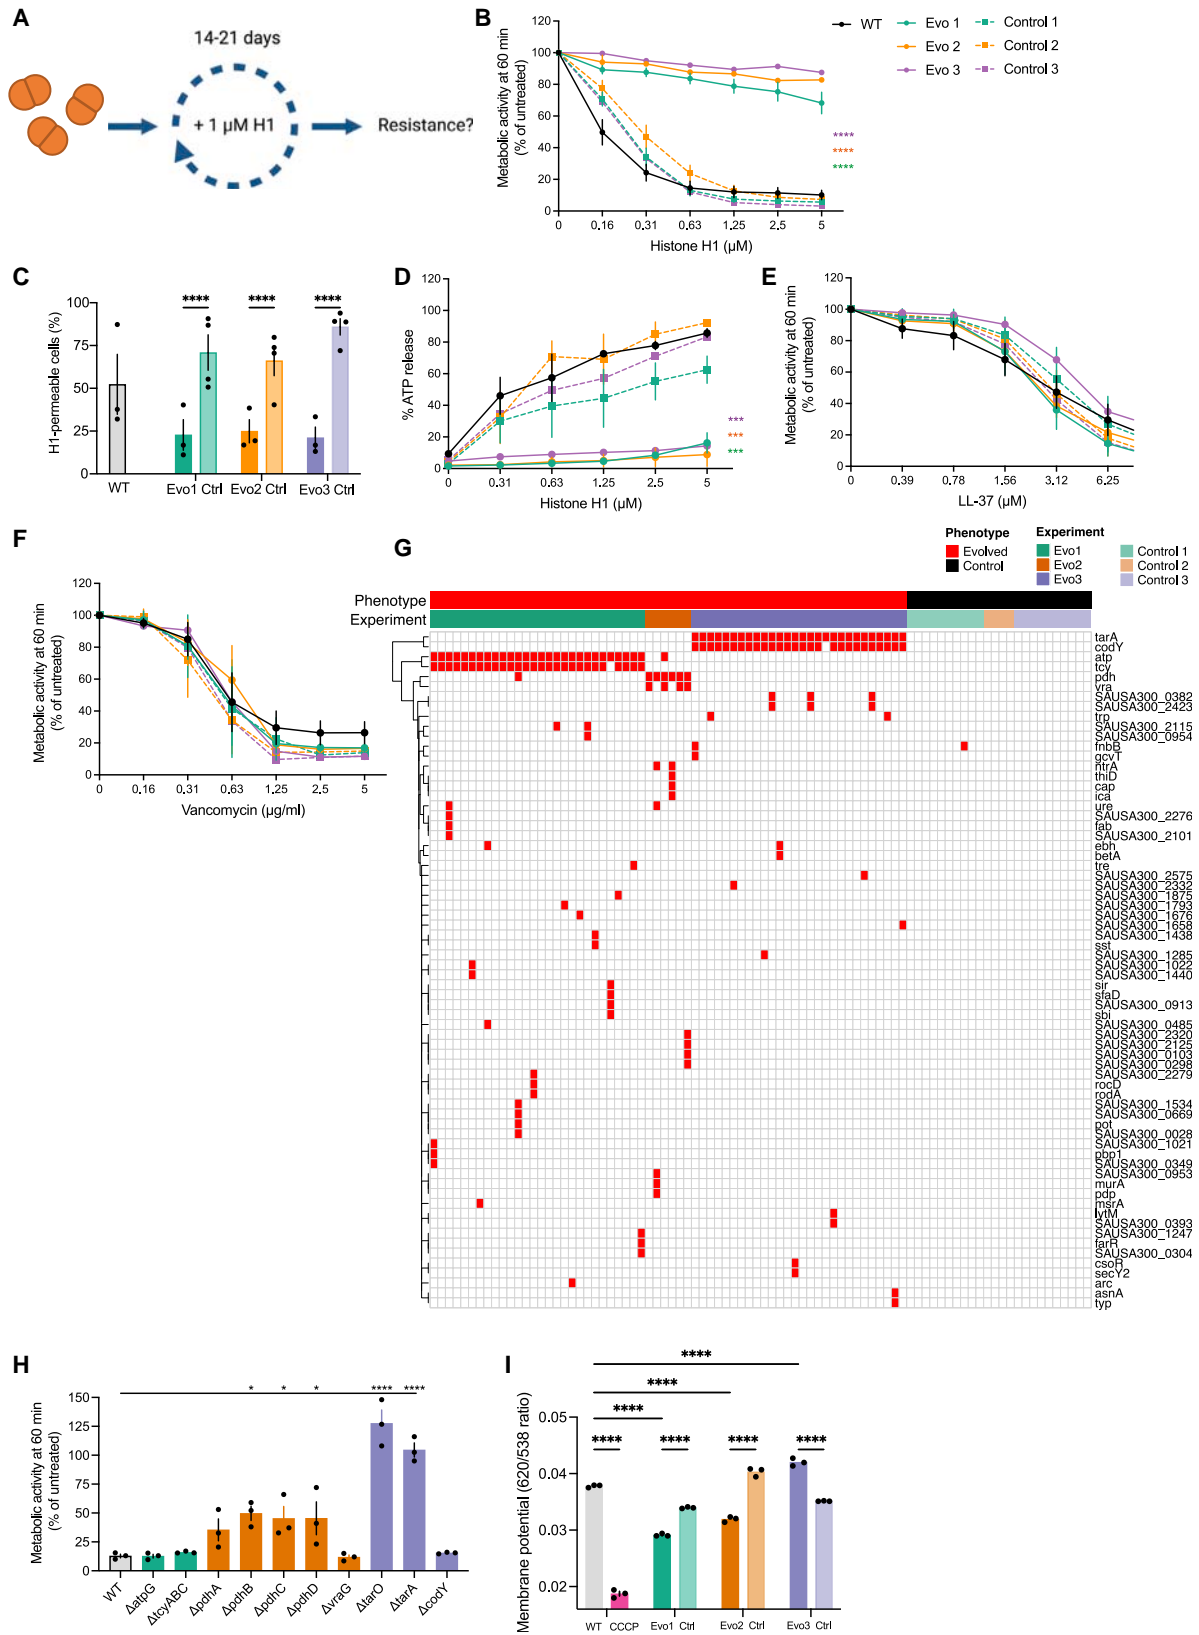 A
14-21 days
+ 1 µM H1
Resistance?
B
Metabolic activity at 60 min
(% of untreated)
120
100
80
60
40
20
0
0
0.16
0.31
0.63
1.25
2.5
5
Histone H1 (µM)
****
****
****
WT
Evo 1
Control 1
Evo 2
Control 2
Evo 3
Control 3
C
H1-permeable cells (%)
100
75
50
25
0
****
****
****
WT
Evo1 Ctrl
Evo2 Ctrl
Evo3 Ctrl
D
% ATP release
120
100
80
60
40
20
0
***
***
***
0
0.31
0.63
1.25
2.5
5
Histone H1 (µM)
E
Metabolic activity at 60 min
(% of untreated)
120
100
80
60
40
20
0
0
0.39
0.78
1.56
3.12
6.25
LL-37 (µM)
F
Metabolic activity at 60 min
(% of untreated)
120
100
80
60
40
20
0
0
0.16
0.31
0.63
1.25
2.5
5
Vancomycin (µg/ml)
G
Phenotype
Evolved
Control
Experiment
Evo1
Evo2
Evo3
Control 1
Control 2
Control 3
Phenotype
Experiment
tarA
codY
atp
tcy
pdh
vra
SAUSA300_0382
SAUSA300_2423
trp
SAUSA300_2115
SAUSA300_0954
fnbB
gcvT
ntrA
thiD
cap
ica
ure
SAUSA300_2276
fab
SAUSA300_2101
ebh
betA
tre
SAUSA300_2575
SAUSA300_2332
SAUSA300_1875
SAUSA300_1793
SAUSA300_1676
SAUSA300_1658
SAUSA300_1438
sst
SAUSA300_1285
SAUSA300_1022
SAUSA300_1440
sir
sfaD
SAUSA300_0913
sbi
SAUSA300_0485
SAUSA300_2320
SAUSA300_2125
SAUSA300_0103
SAUSA300_0298
SAUSA300_2279
rocD
rodA
SAUSA300_1534
SAUSA300_0669
pot
SAUSA300_0028
SAUSA300_1021
pbp1
SAUSA300_0349
SAUSA300_0953
murA
pdp
msrA
lytM
SAUSA300_0393
SAUSA300_1247
farR
SAUSA300_0304
csoR
secY2
arc
asnA
typ
H
Metabolic activity at 60 min
(% of untreated)
150
125
100
75
50
25
0
*
*
*
****
****
WT
ΔatpG
ΔtcyABC
ΔpdhA
ΔpdhB
ΔpdhC
ΔpdhD
ΔvraG
ΔtarO
ΔtarA
ΔcodY
I
Membrane potential (620/538 ratio)
0.05
0.04
0.03
0.02
****
****
****
****
****
****
****
WT
CCCP
Evo1 Ctrl
Evo2 Ctrl
Evo3 Ctrl